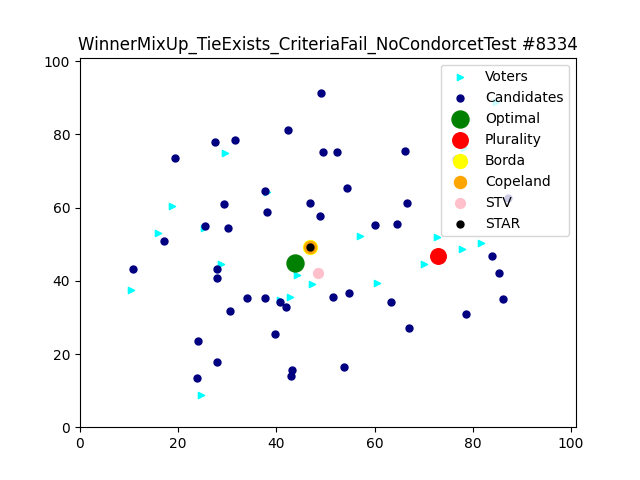 WinnerMixUp_TieExists_CriteriaFail_NoCondorcetTest #8334
100
80
60
40
20
0
0 20 40 60 80 100
Voters
Candidates
Optimal
Plurality
Borda
Copeland
STV
STAR